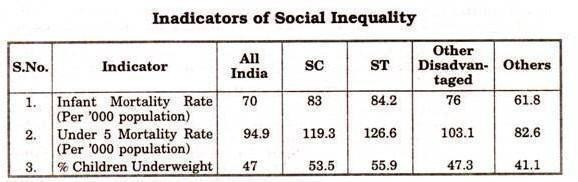 Inadicators of Social Inequality
S.No. Indicator All India SC ST Other Disadvan-taged Others
1. Infant Mortality Rate (Per ’000 population) 70 83 84.2 76 61.8
2. Under 5 Mortality Rate (Per ’000 population) 94.9 119.3 126.6 103.1 82.6
3. % Children Underweight 47 53.5 55.9 47.3 41.1